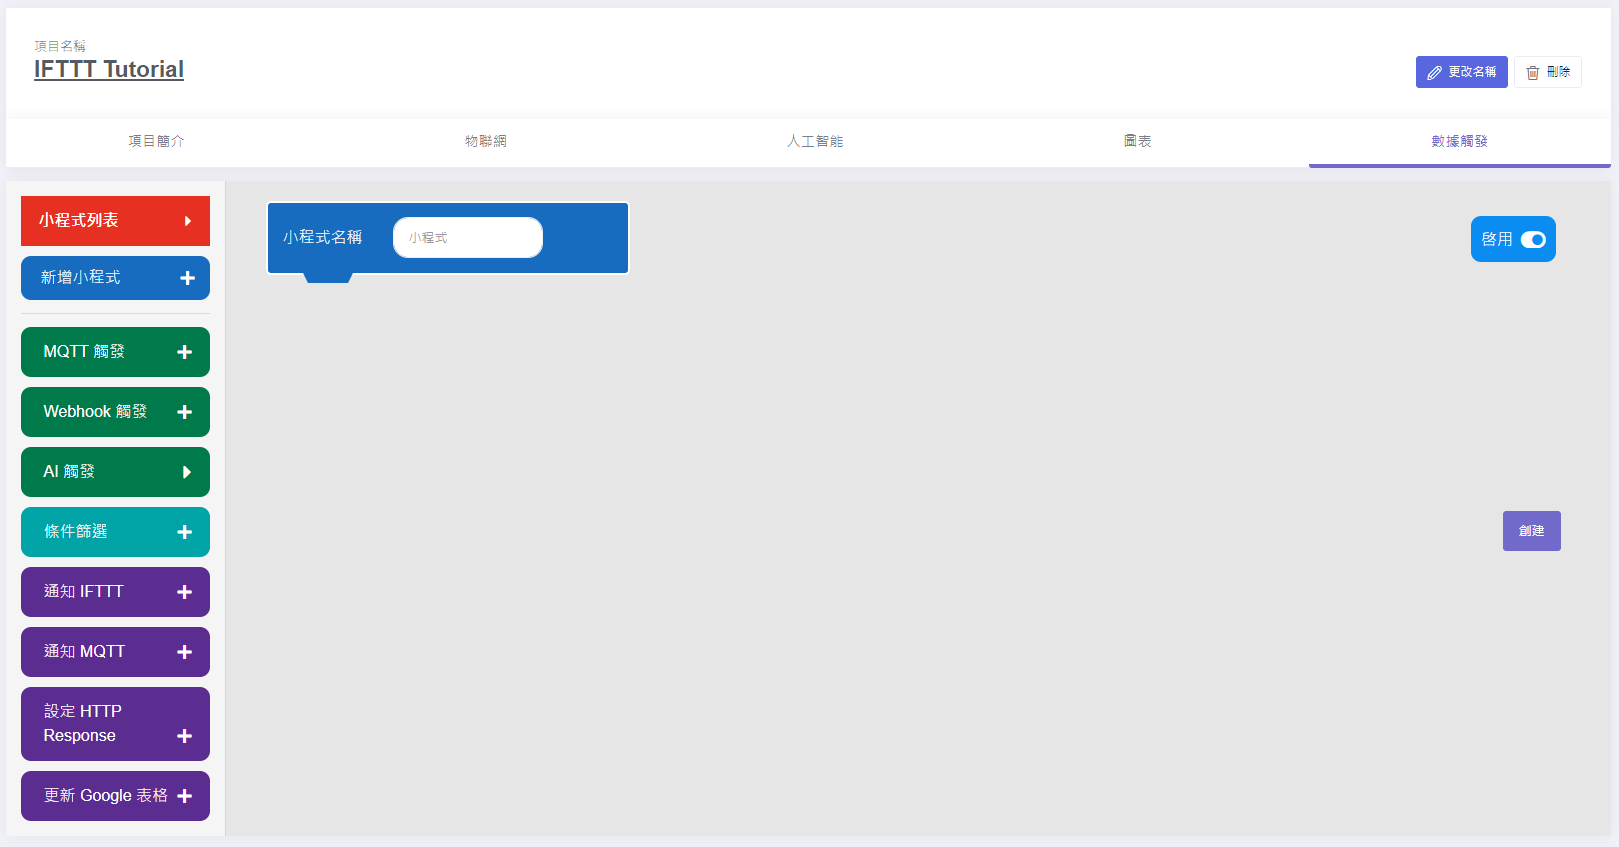 項目名稱
IFTTT Tutorial
更改名稱
刪除
項目簡介
物聯網
人工智能
圖表
數據觸發
小程式列表
新增小程式
MQTT 觸發
Webhook 觸發
AI 觸發
條件篩選
通知 IFTTT
通知 MQTT
設定 HTTP
Response
更新 Google 表格
小程式名稱
小程式
啓用
創建